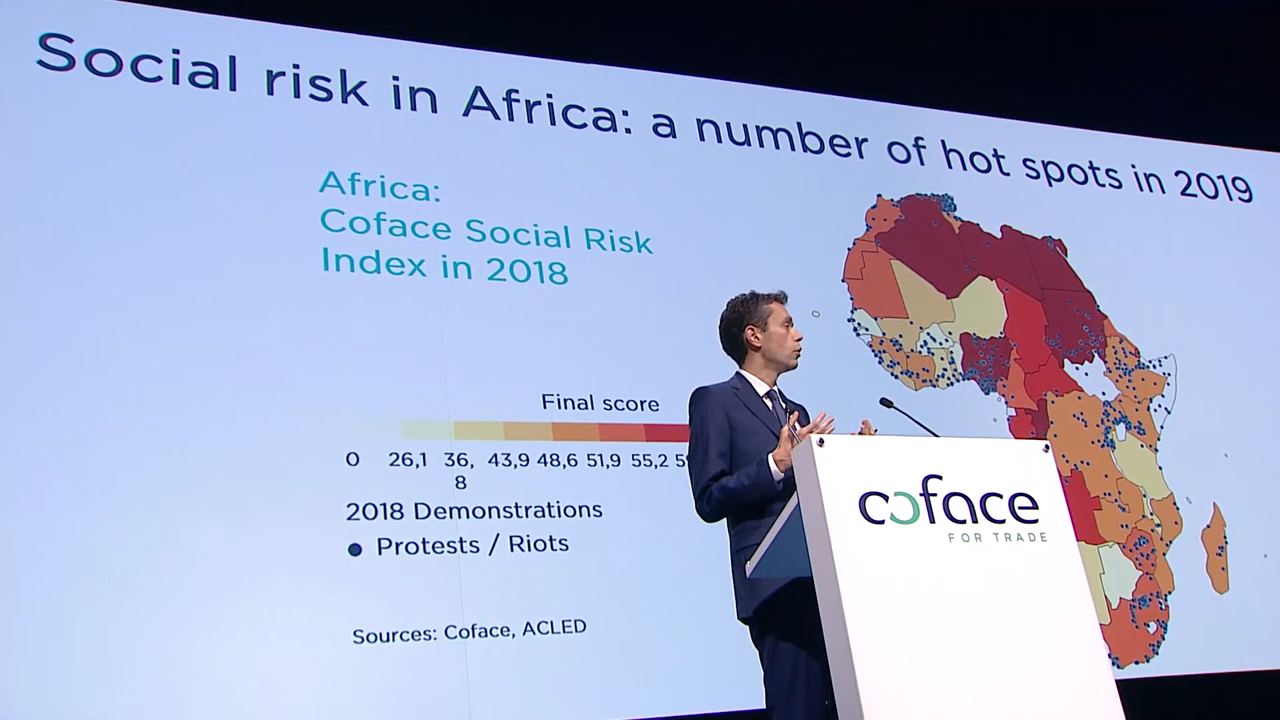 Social risk in Africa: a number of hot spots in 2019
Africa:
Coface Social Risk
Index in 2018
Final score
0 26,1 36, 43,9 48,6 51,9 55,2
8
2018 Demonstrations
Protests / Riots
Sources: Coface, ACLED
coface
FOR TRADE